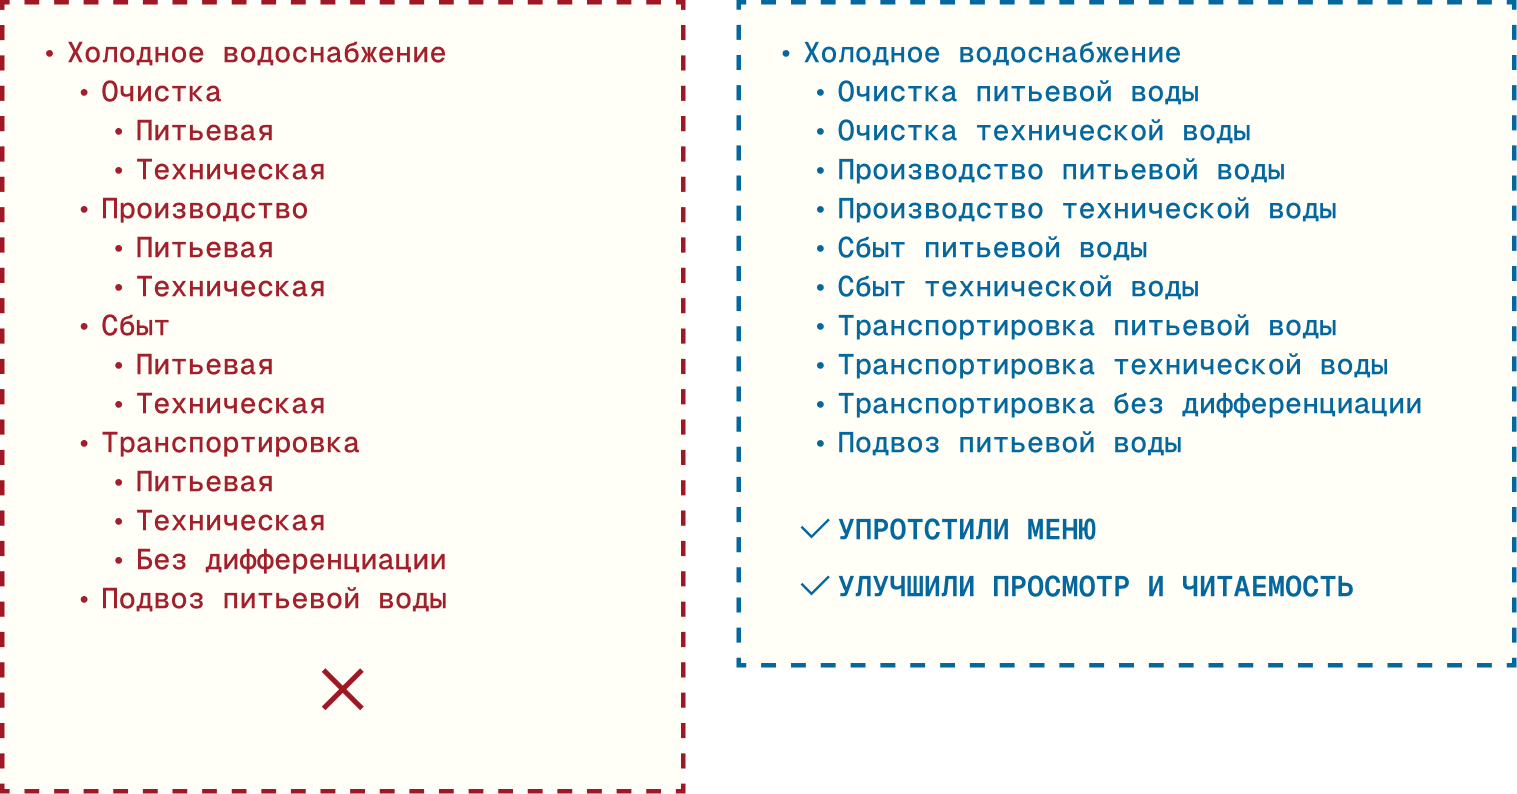 • Холодное водоснабжение
• Очистка
• Питьевая
• Техническая
• Производство
• Питьевая
• Техническая
• Сбыт
• Питьевая
• Техническая
• Транспортировка
• Питьевая
• Техническая
• Без дифференциации
• Подвоз питьевой воды
• Холодное водоснабжение
• Очистка питьевой воды
• Очистка технической воды
• Производство питьевой воды
• Производство технической воды
• Сбыт питьевой воды
• Сбыт технической воды
• Транспортировка питьевой воды
• Транспортировка технической воды
• Транспортировка без дифференциации
• Подвоз питьевой воды
УПРОТСТИЛИ МЕНЮ
УЛУЧШИЛИ ПРОСМОТР И ЧИТАЕМОСТЬ